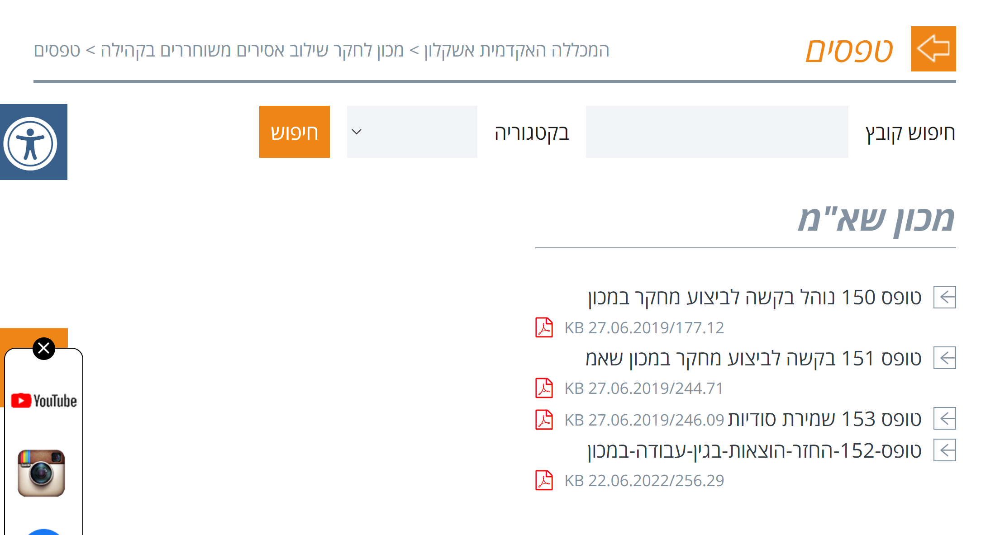 טפסים
המכללה האקדמית אשקלון > מכון לחקר שילוב אסירים משוחררים בקהילה > טפסים
חיפוש קובץ
בקטגוריה
חיפוש
מכון שא"מ
טופס 150 נוהל בקשה לביצוע מחקר במכון
KB 27.06.2019/177.12
טופס 151 בקשה לביצוע מחקר במכון שאמ
KB 27.06.2019/244.71
טופס 153 שמירת סודיות KB 27.06.2019/246.09
טופס-152-החזר-הוצאות-בגין-עבודה-במכון
KB 22.06.2022/256.29
YouTube